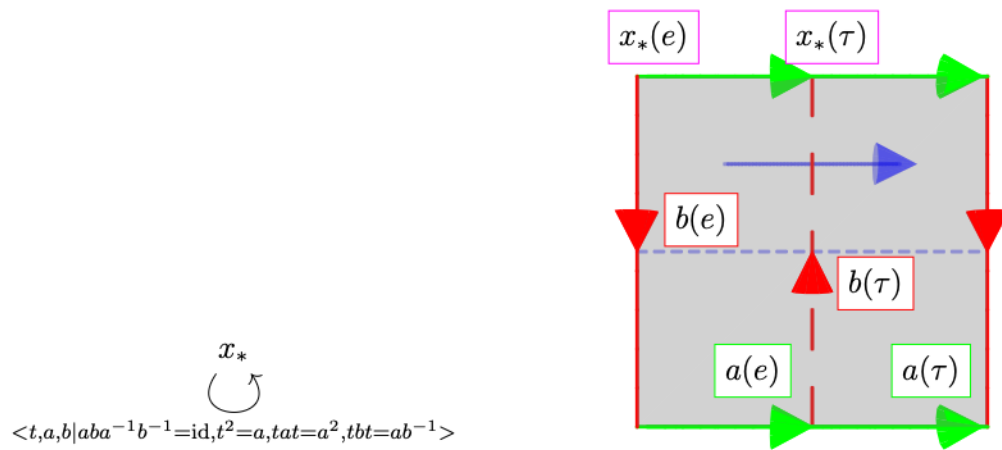 x_*(e) x_*(τ)
b(e)
b(τ)
a(e) a(τ)
x_*
<t,a,b|aba^{-1}b^{-1}=id,t^2=a,tat=a^2,tbt=ab^{-1}>